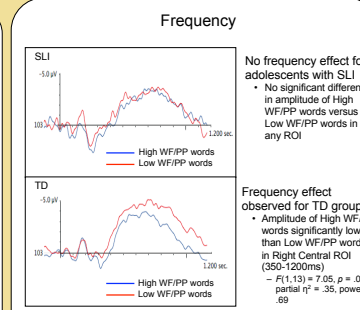 Frequency
SLI
-5.0 μV
103
1.200 sec.
High WF/PP words
Low WF/PP words
No frequency effect fo
adolescents with SLI
• No significant differen
in amplitude of High
WF/PP words versus
Low WF/PP words in
any ROI
TD
-5.0 μV
103
1.200 sec.
High WF/PP words
Low WF/PP words
Frequency effect
observed for TD group
• Amplitude of High WF/
words significantly low
than Low WF/PP word
in Right Central ROI
(350-1200ms)
– F(1,13) = 7.05, p = .0
partial η² = .35, powe
.69